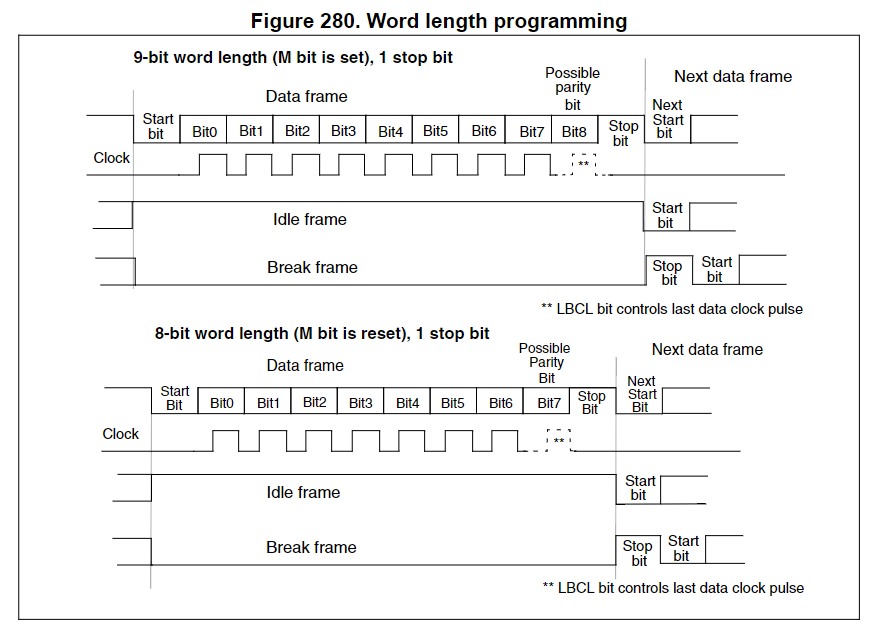 Figure 280. Word length programming
9-bit word length (M bit is set), 1 stop bit
Possible
parity
bit
Next data frame
Data frame
Start
bit
Bit0
Bit1
Bit2
Bit3
Bit4
Bit5
Bit6
Bit7
Bit8
Stop
bit
Next
Start
bit
Clock
**
Idle frame
Start
bit
Break frame
Stop
bit
Start
bit
** LBCL bit controls last data clock pulse
8-bit word length (M bit is reset), 1 stop bit
Possible
Parity
Bit
Next data frame
Data frame
Start
Bit
Bit0
Bit1
Bit2
Bit3
Bit4
Bit5
Bit6
Bit7
Stop
Bit
Next
Start
Bit
Clock
**
Idle frame
Start
bit
Break frame
Stop
bit
Start
bit
** LBCL bit controls last data clock pulse